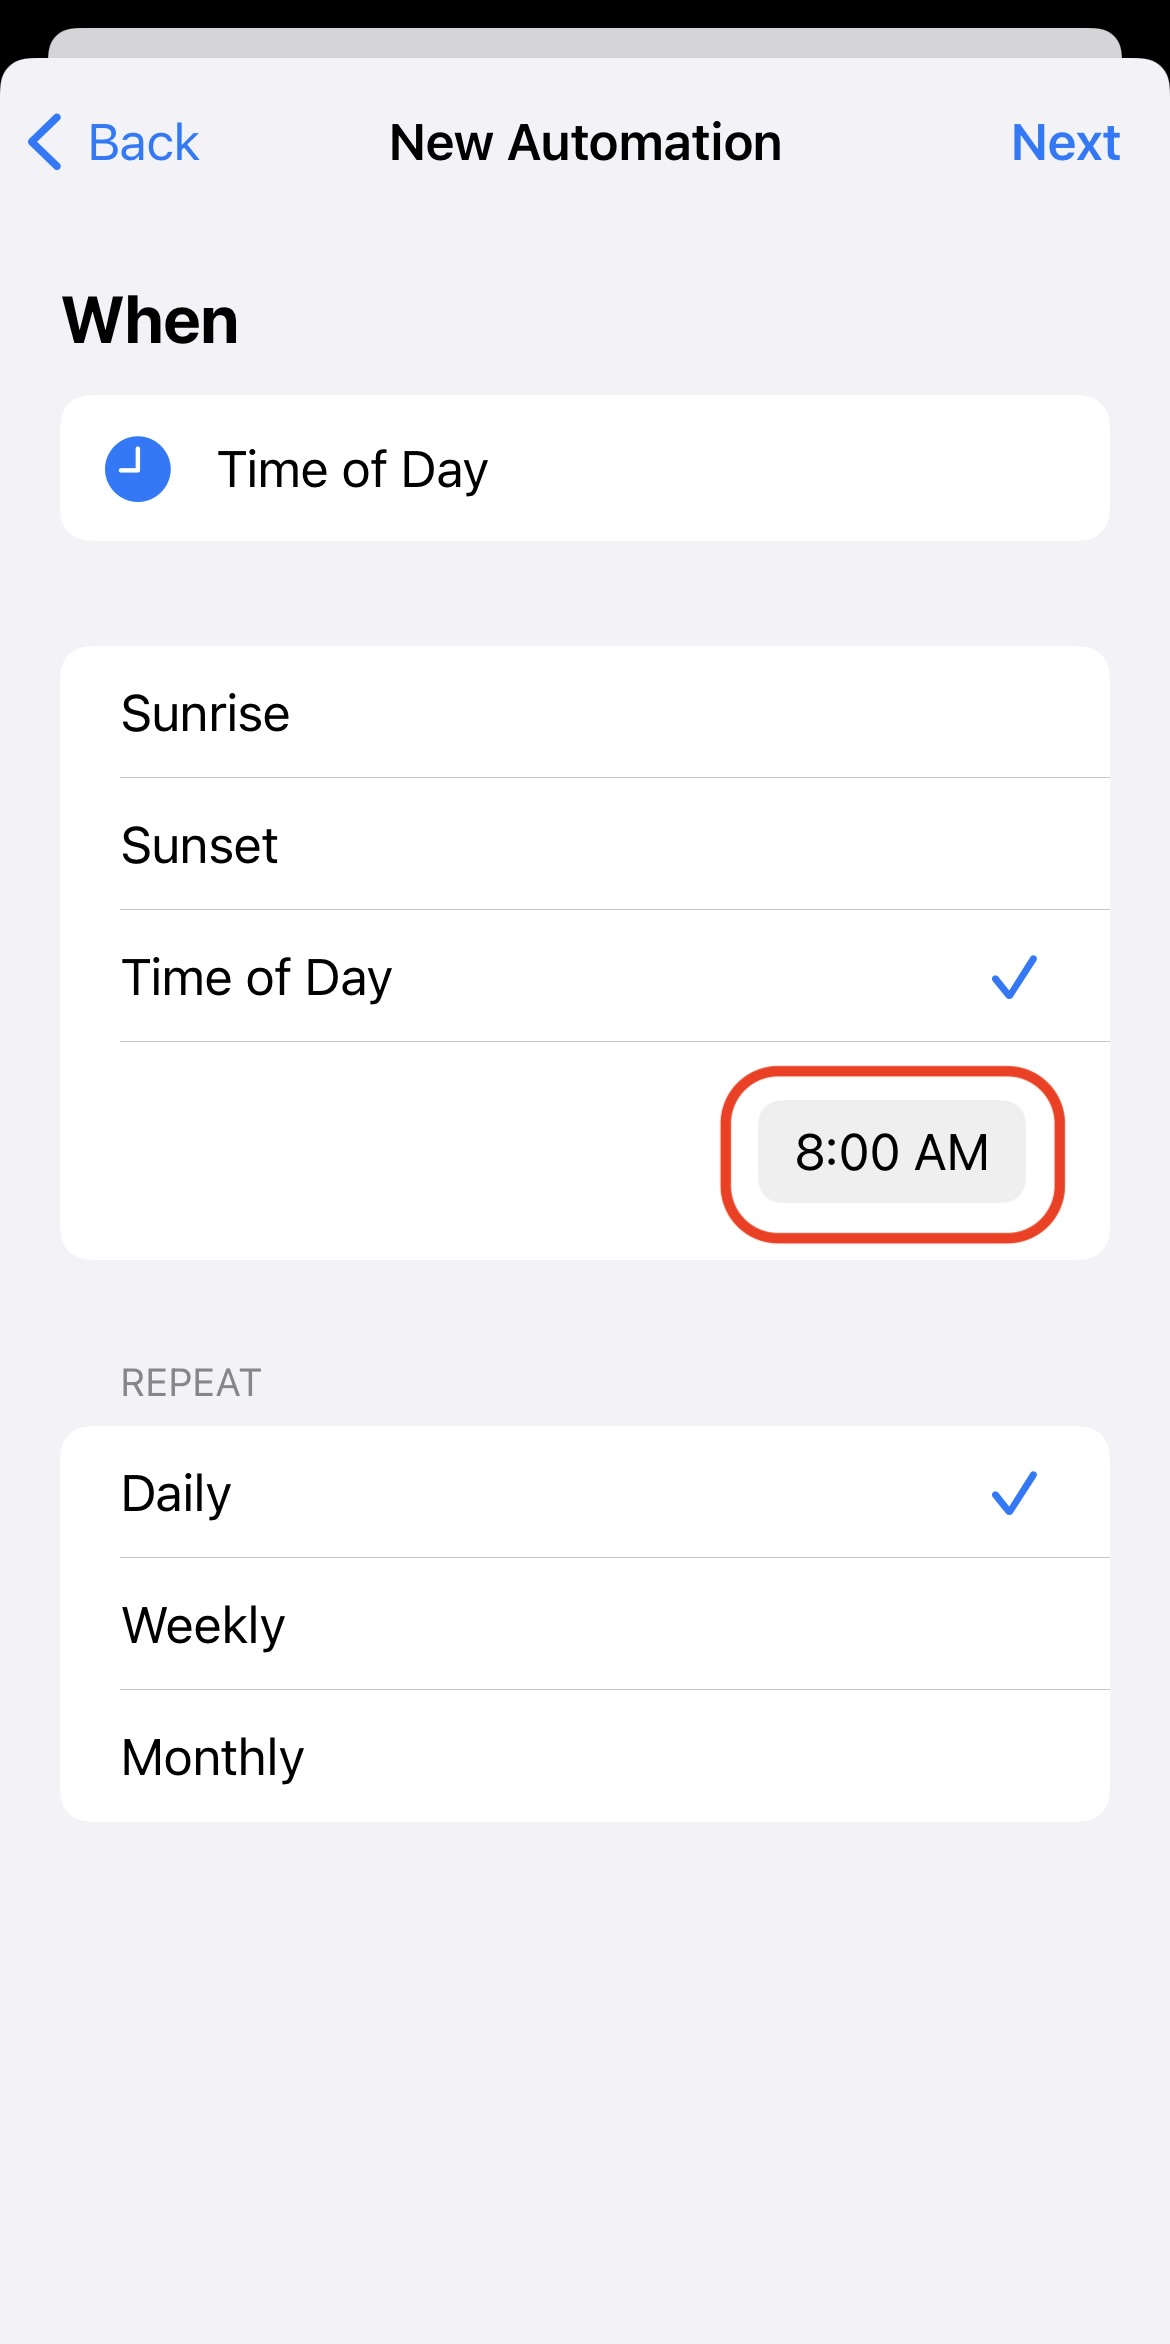 Back New Automation Next
When
Time of Day
Sunrise
Sunset
Time of Day
8:00 AM
REPEAT
Daily
Weekly
Monthly